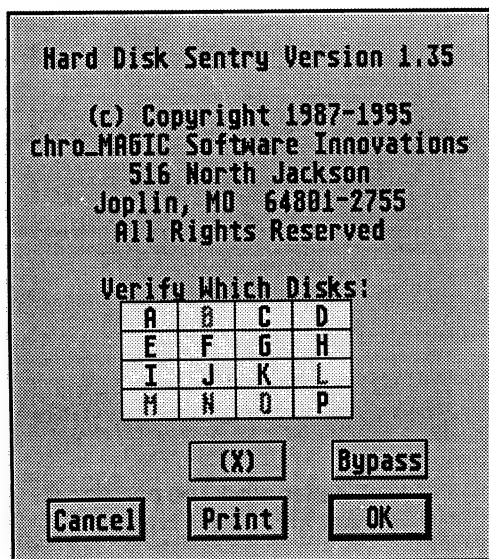 Hard Disk Sentry Version 1.35
(c) Copyright 1987-1995
chro_MAGIC Software Innovations
516 North Jackson
Joplin, MO 64801-2755
All Rights Reserved
Verify Which Disks:
A B C D
E F G H
I J K L
M N O P
(X) Bypass
Cancel Print OK